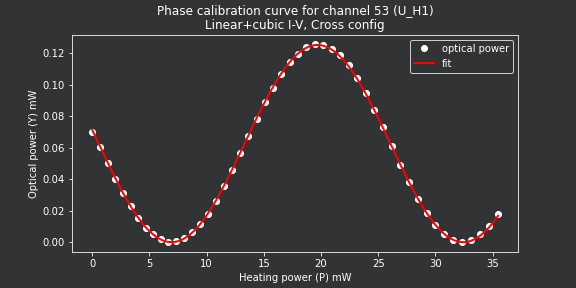 Phase calibration curve for channel 53 (U_H1)
Linear+cubic I-V, Cross config
optical power
fit
Optical power (Y) mW
0.12
0.10
0.08
0.06
0.04
0.02
0.00
0 5 10 15 20 25 30 35
Heating power (P) mW